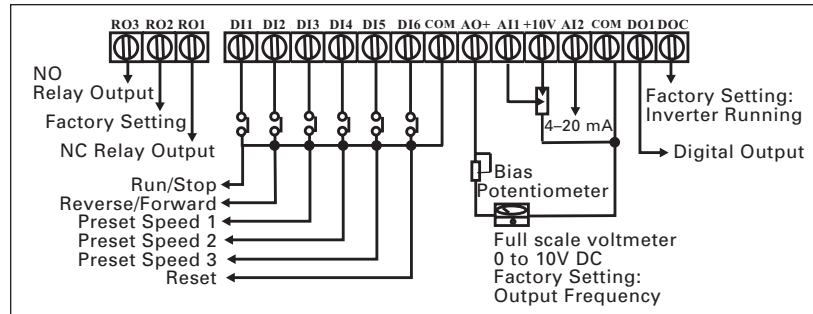 RO3 RO2 RO1 DI1 DI2 DI3 DI4 DI5 DI6 COM AO+ AI1 +10V AI2 COM DO1 DOC
NO
Relay Output
Factory Setting
NC Relay Output
Run/Stop
Reverse/Forward
Preset Speed 1
Preset Speed 2
Preset Speed 3
Reset
4–20 mA
Bias
Potentiometer
Full scale voltmeter
0 to 10V DC
Factory Setting:
Output Frequency
Factory Setting:
Inverter Running
Digital Output